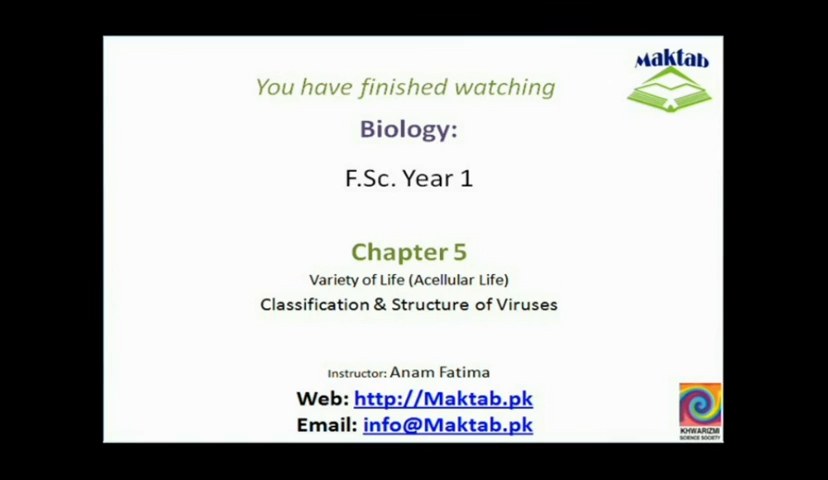 Maktab
You have finished watching
Biology:
F.Sc. Year 1
Chapter 5
Variety of Life (Acellular Life)
Classification & Structure of Viruses
Instructor: Anam Fatima
Web: http://Maktab.pk
Email: info@Maktab.pk
KHWARIZMI
SCIENCE SOCIETY